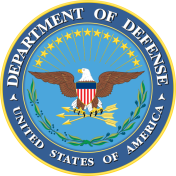 DEPARTMENT OF DEFENSE
UNITED STATES OF AMERICA